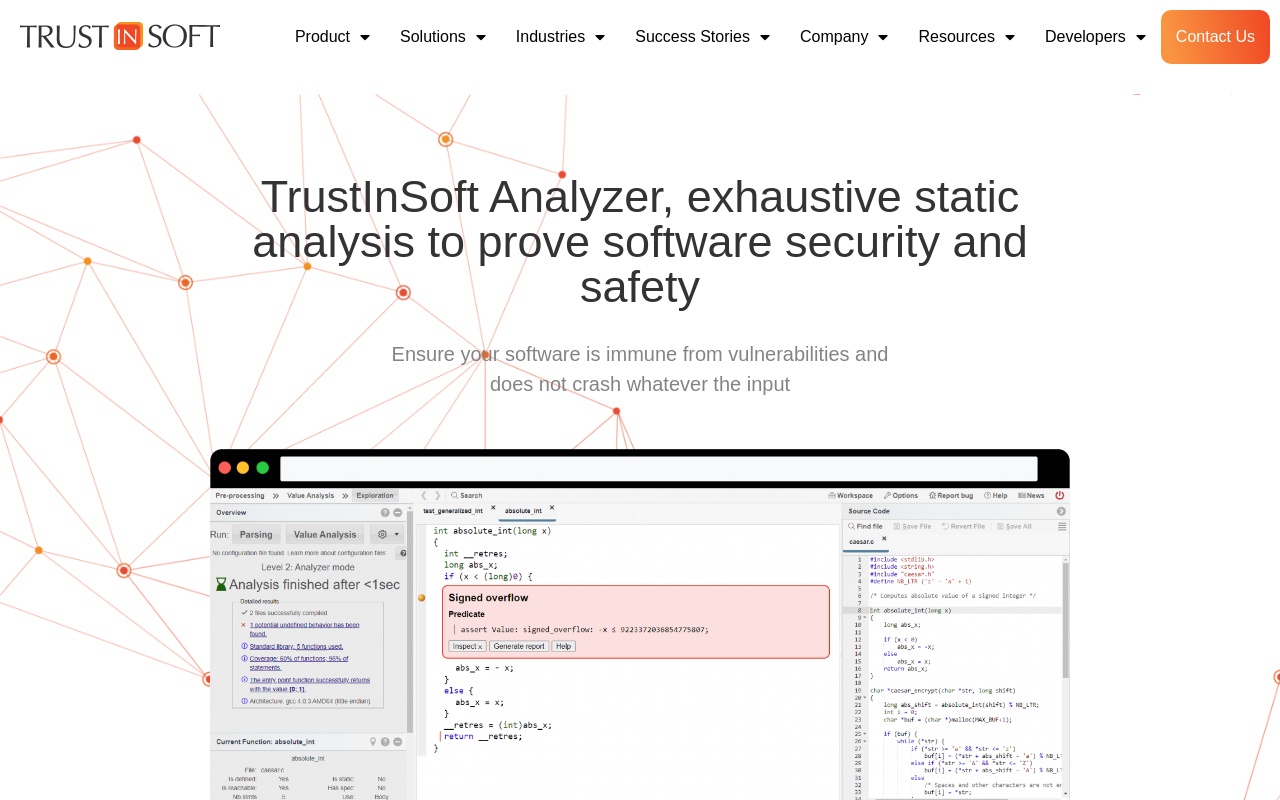 TRUST IN SOFT
Product
Solutions
Industries
Success Stories
Company
Resources
Developers
Contact Us
TrustInSoft Analyzer, exhaustive static
analysis to prove software security and
safety
Ensure your software is immune from vulnerabilities and
does not crash whatever the input
Pre-processing
Value Analysis
Exploration
Search
Workspace
Options
Report bug
Help
News
Overview
Run:
Parsing
Value Analysis
No configuration file found Learn more about configuration files
Level 2: Analyzer mode
Analysis finished after <1sec
Detailed results
2 files successfully compiled.
1 potential undefined behavior has been
found.
Standard library: 5 functions used.
Coverage: 60% of functions; 96% of
statements.
The entry point function successfully returns
with the value {0; 1}.
Architecture: gcc 4.0.3 AMD64 (little endian).
Current Function: absolute_int
absolute_int
File: caesar.c
Is defined: Yes Is static: No
Is reachable: Yes Has spec: No
Nb stmts 5 Use: Body
test_generalized_int
absolute_int
int absolute_int(long x)
{
int __retres;
long abs_x;
if (x < (long)0) {
Signed overflow
Predicate
assert Value: signed_overflow: -x ≤ 9223372036854775807;
Inspect x
Generate report
Help
abs_x = - x;
}
else {
abs_x = x;
}
__retres = (int)abs_x;
return __retres;
}
Source Code
Find file
Save File
Revert File
Save All
caesar.c
1 #include <stdlib.h>
2 #include <string.h>
3 #include "caesar.h"
4 #define NB_LTR ('z' - 'a' + 1)
5
6 /* Computes absolute value of a signed integer */
7
8 int absolute_int(long x)
9 {
10 long abs_x;
11
12 if (x < 0)
13 abs_x = -x;
14 else
15 abs_x = x;
16 return abs_x;
17 }
18
19 char *caesar_encrypt(char *str, long shift)
20 {
21 long abs_shift = absolute_int(shift) % NB_LTR;
22 int i = 0;
23 char *buf = (char *)malloc(MAX_BUF+1);
24
25 if (buf) {
26 while (*str) {
27 if (*str >= 'a' && *str <= 'z')
28 buf[i] = (*str + abs_shift - 'a') % NB_L
29 else if (*str >= 'A' && *str <= 'Z')
30 buf[i] = (*str + abs_shift - 'A') % NB_L
31 else
32 /* Spaces and other characters are not e
33 buf[i] = *str;